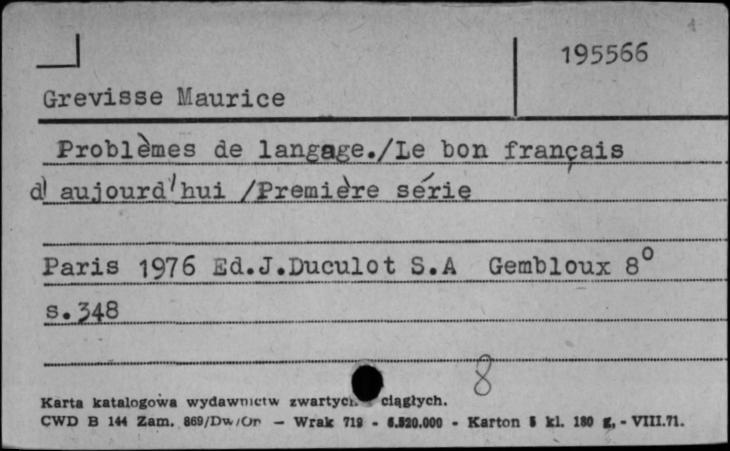 195566
Grevisse Maurice
Problèmes de langage./Le bon français
d'aujourd'hui /Première série
Paris 1976 Ed.J.Duculot S.A Gembloux 8°
s.348
8
Karta katalogowa wydawnictw zwartych ciągłych.
CWD B 144 Zam. 869/Dw/Or — Wrak 719 - 6.520.000 - Karton 5 kl. 180 g, - VIII.71.